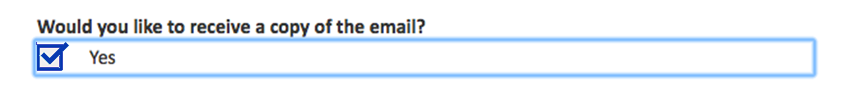 Would you like to receive a copy of the email?
Yes